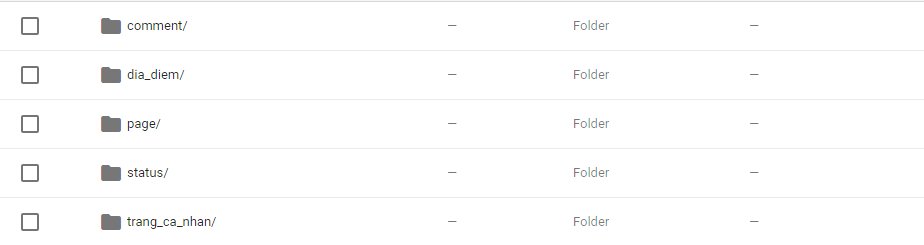 comment/ — Folder —
dia_diem/ — Folder —
page/ — Folder —
status/ — Folder —
trang_ca_nhan/ — Folder —